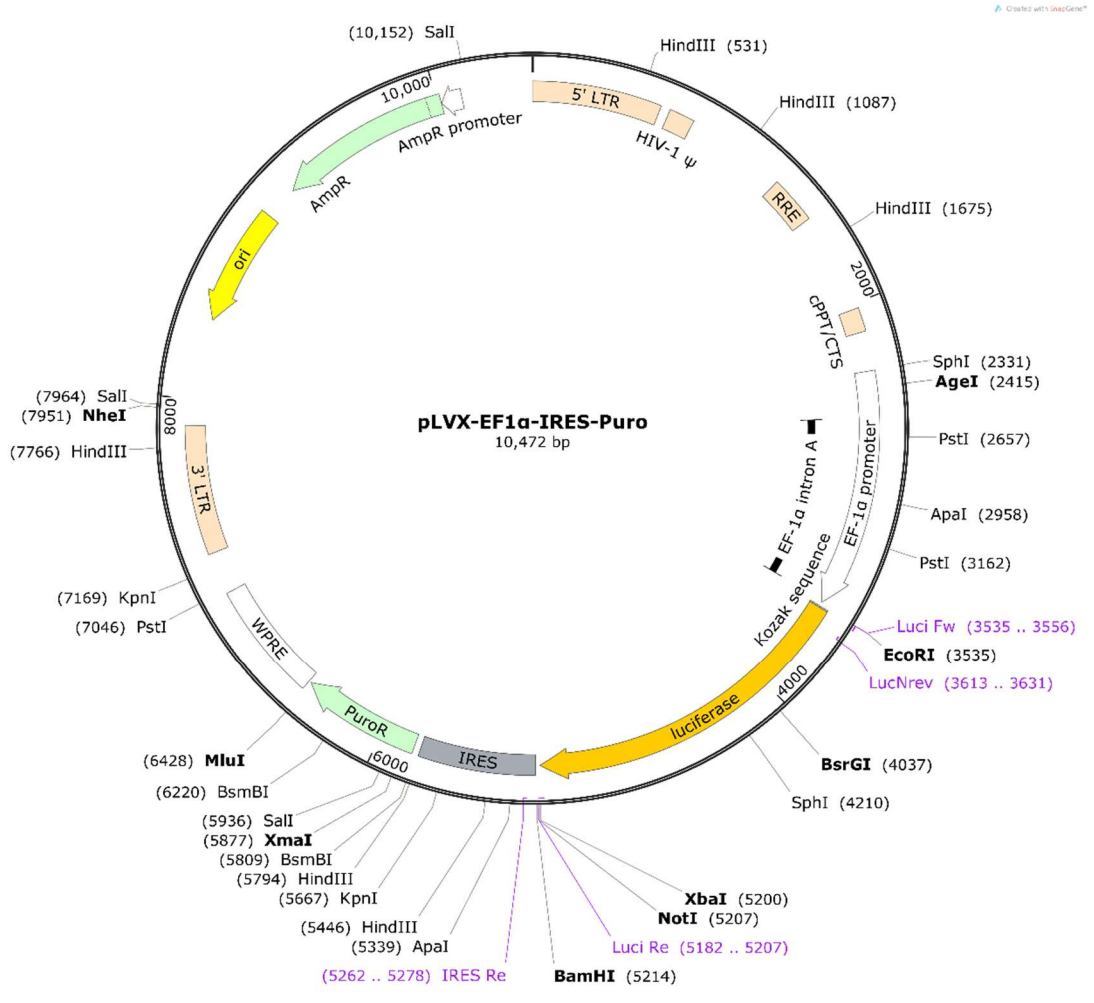 Created with SnapGene®
(10,152) SalI
HindIII (531)
10,000
5' LTR
HindIII (1087)
AmpR promoter
HIV-1 ψ
AmpR
RRE
HindIII (1675)
ori
2000
cPPT/CTS
SphI (2331)
AgeI (2415)
(7964) SalI
(7951) NheI
8000
pLVX-EF1α-IRES-Puro
10,472 bp
PstI (2657)
(7766) HindIII
3' LTR
EF-1α intron A
EF-1α promoter
ApaI (2958)
PstI (3162)
Kozak sequence
(7169) KpnI
(7046) PstI
WPRE
Luci Fw (3535 .. 3556)
EcoRI (3535)
LucNrev (3613 .. 3631)
4000
luciferase
PuroR
IRES
6000
(6428) MluI
BsrGI (4037)
(6220) BsmBI
SphI (4210)
(5936) SalI
(5877) XmaI
(5809) BsmBI
(5794) HindIII
(5667) KpnI
XbaI (5200)
NotI (5207)
(5446) HindIII
(5339) ApaI
Luci Re (5182 .. 5207)
(5262 .. 5278) IRES Re
BamHI (5214)